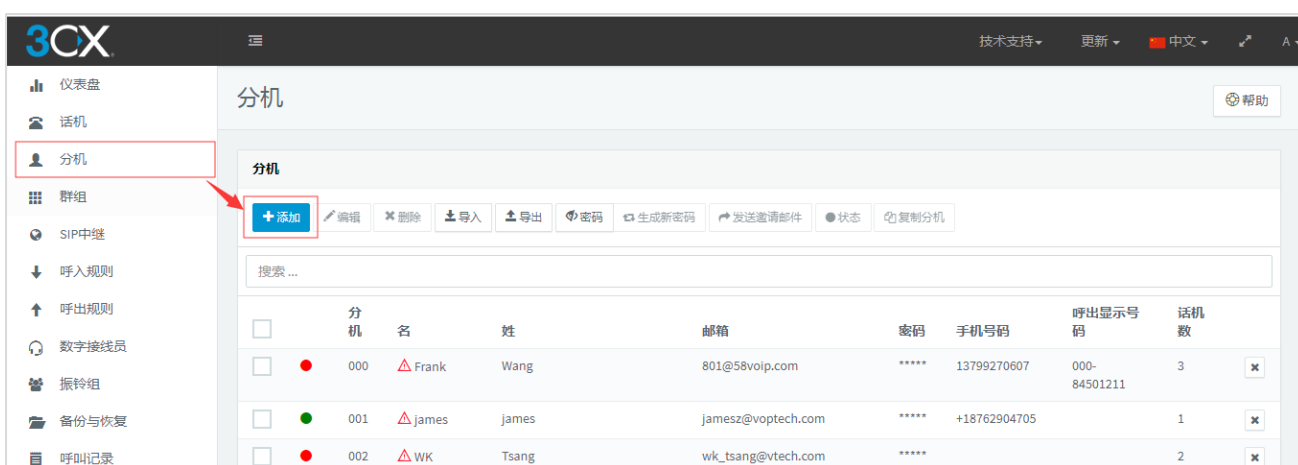 3CX
技术支持 更新 中文 A
仪表盘
话机
分机
群组
SIP中继
呼入规则
呼出规则
数字接线员
振铃组
备份与恢复
呼叫记录
分机
帮助
分机
添加 编辑 删除 导入 导出 密码 生成新密码 发送邀请邮件 状态 复制分机
搜索 ...
分机 名 姓 邮箱 密码 手机号码 呼出显示号码 话机数
000 Frank Wang 801@58voip.com ***** 13799270607 000-84501211 3
001 james james jamesz@voptech.com ***** +18762904705 1
002 WK Tsang wk_tsang@vtech.com ***** 2